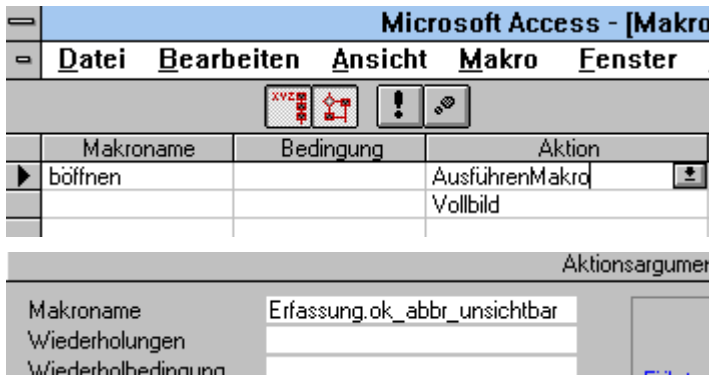 Microsoft Access - [Makro
Datei Bearbeiten Ansicht Makro Fenster
XYZ
Makroname Bedingung Aktion
böffnen AusführenMakro
Vollbild
Aktionsargumen
Makroname Erfassung.ok_abbr_unsichtbar
Wiederholungen
Wiederholbedingung